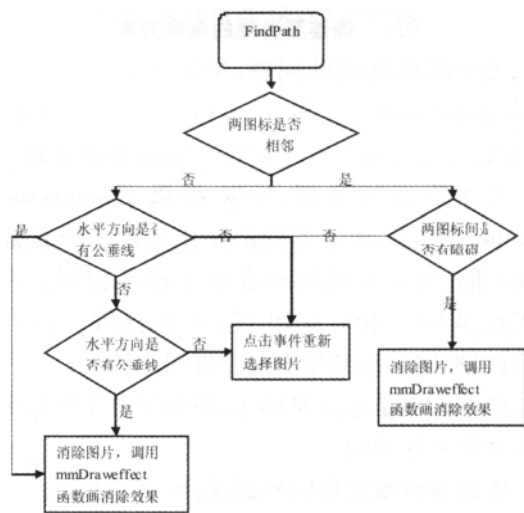 FindPath
两图标是否
相邻
否
是
水平方向是否
有公垂线
两图标间是
否有障碍
是
否
否
否
是
水平方向是
否有公垂线
否
点击事件重新
选择图片
消除图片，调用
mmDraweffect
函数画消除效果
是
消除图片，调用
mmDraweffect
函数画消除效果